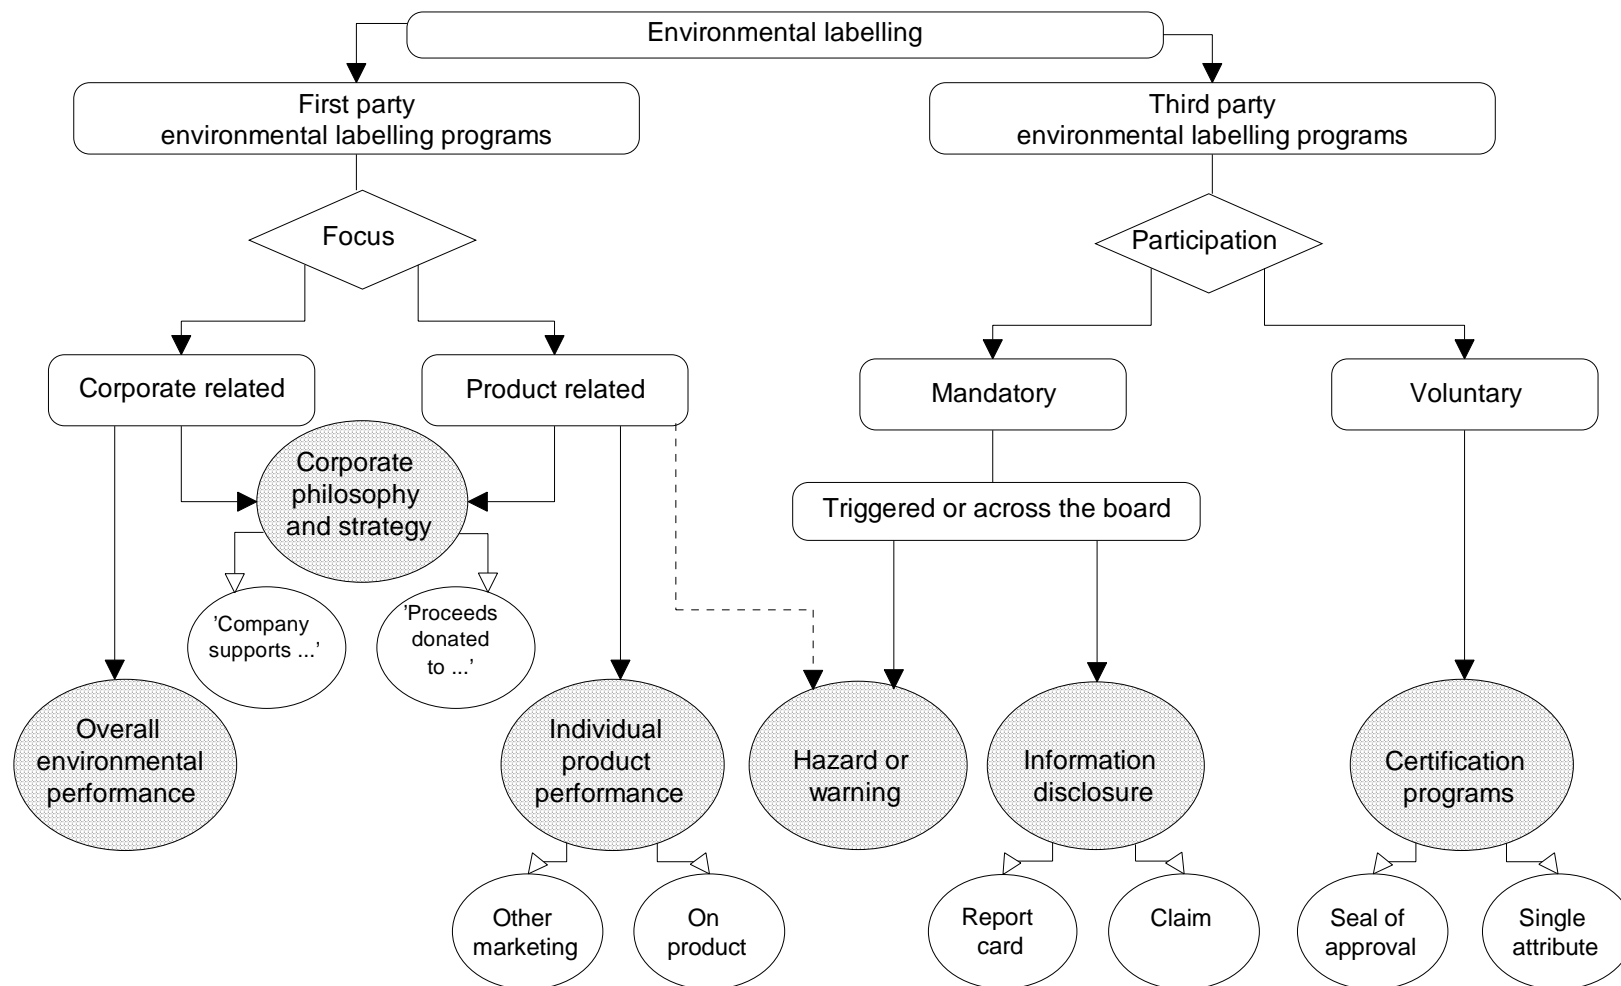 Environmental labelling
First party
environmental labelling programs
Third party
environmental labelling programs
Focus
Participation
Corporate related
Product related
Mandatory
Voluntary
Corporate
philosophy
and strategy
Triggered or across the board
’Company
supports ...’
’Proceeds
donated
to ...’
Overall
environmental
performance
Individual
product
performance
Hazard or
warning
Information
disclosure
Certification
programs
Other
marketing
On
product
Report
card
Claim
Seal of
approval
Single
attribute